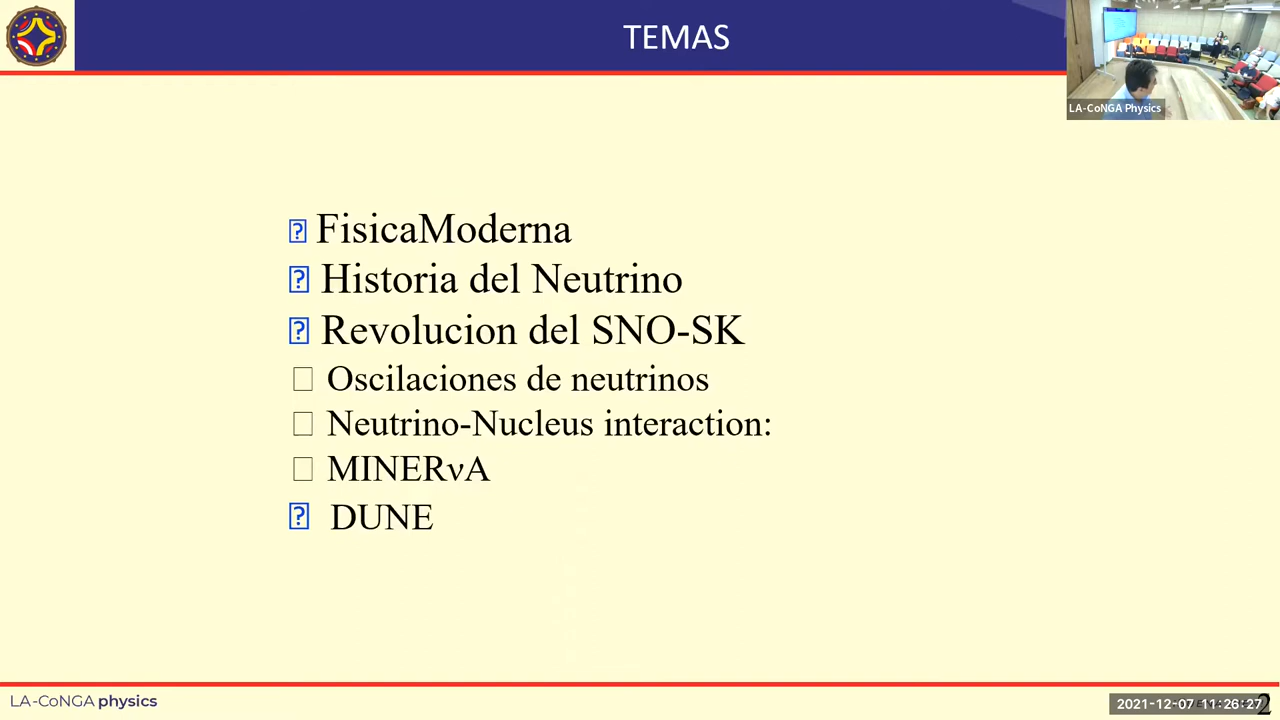 TEMAS
LA-CoNGA Physics
FisicaModerna
Historia del Neutrino
Revolucion del SNO-SK
Oscilaciones de neutrinos
Neutrino-Nucleus interaction:
MINERνA
DUNE
LA-CoNGA physics
2021-12-07 11:26:27
2